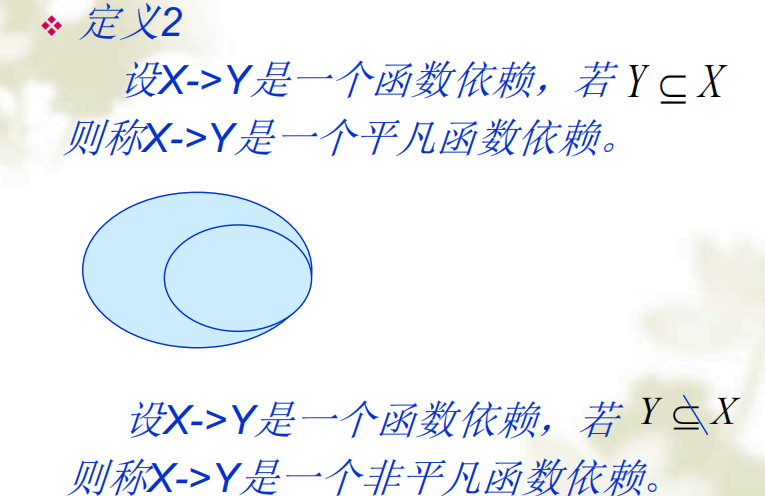 定义2
设X->Y是一个函数依赖，若 Y ⊆ X
则称X->Y是一个平凡函数依赖。
设X->Y是一个函数依赖，若 Y ⊈ X
则称X->Y是一个非平凡函数依赖。